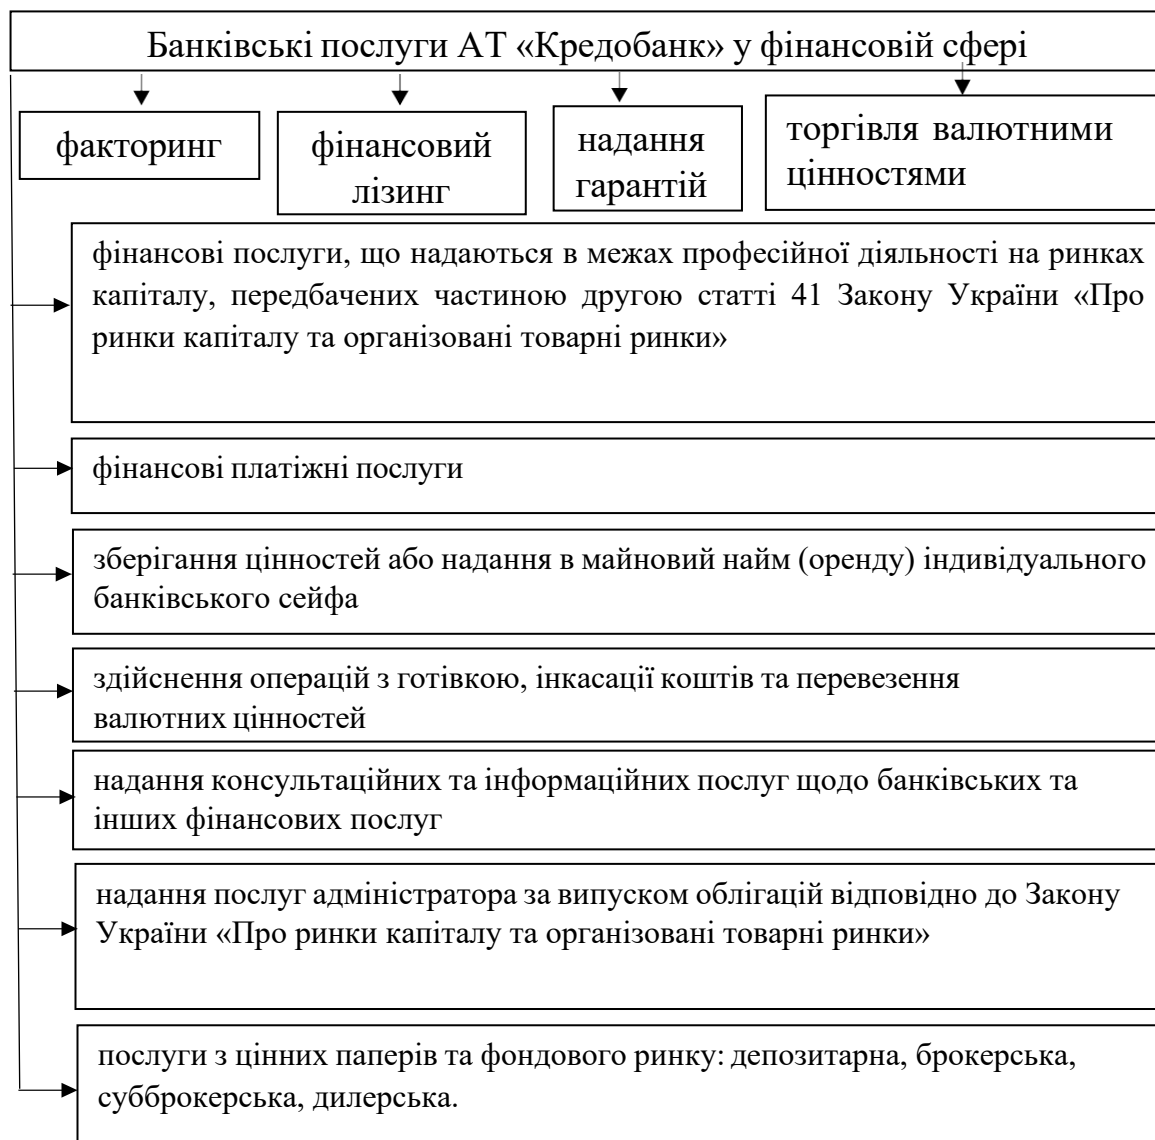 Банківські послуги АТ «Кредобанк» у фінансовій сфері
факторинг
фінансовий
лізинг
надання
гарантій
торгівля валютними
цінностями
фінансові послуги, що надаються в межах професійної діяльності на ринках
капіталу, передбачених частиною другою статті 41 Закону України «Про
ринки капіталу та організовані товарні ринки»
фінансові платіжні послуги
зберігання цінностей або надання в майновий найм (оренду) індивідуального
банківського сейфа
здійснення операцій з готівкою, інкасації коштів та перевезення
валютних цінностей
надання консультаційних та інформаційних послуг щодо банківських та
інших фінансових послуг
надання послуг адміністратора за випуском облігацій відповідно до Закону
України «Про ринки капіталу та організовані товарні ринки»
послуги з цінних паперів та фондового ринку: депозитарна, брокерська,
субброкерська, дилерська.